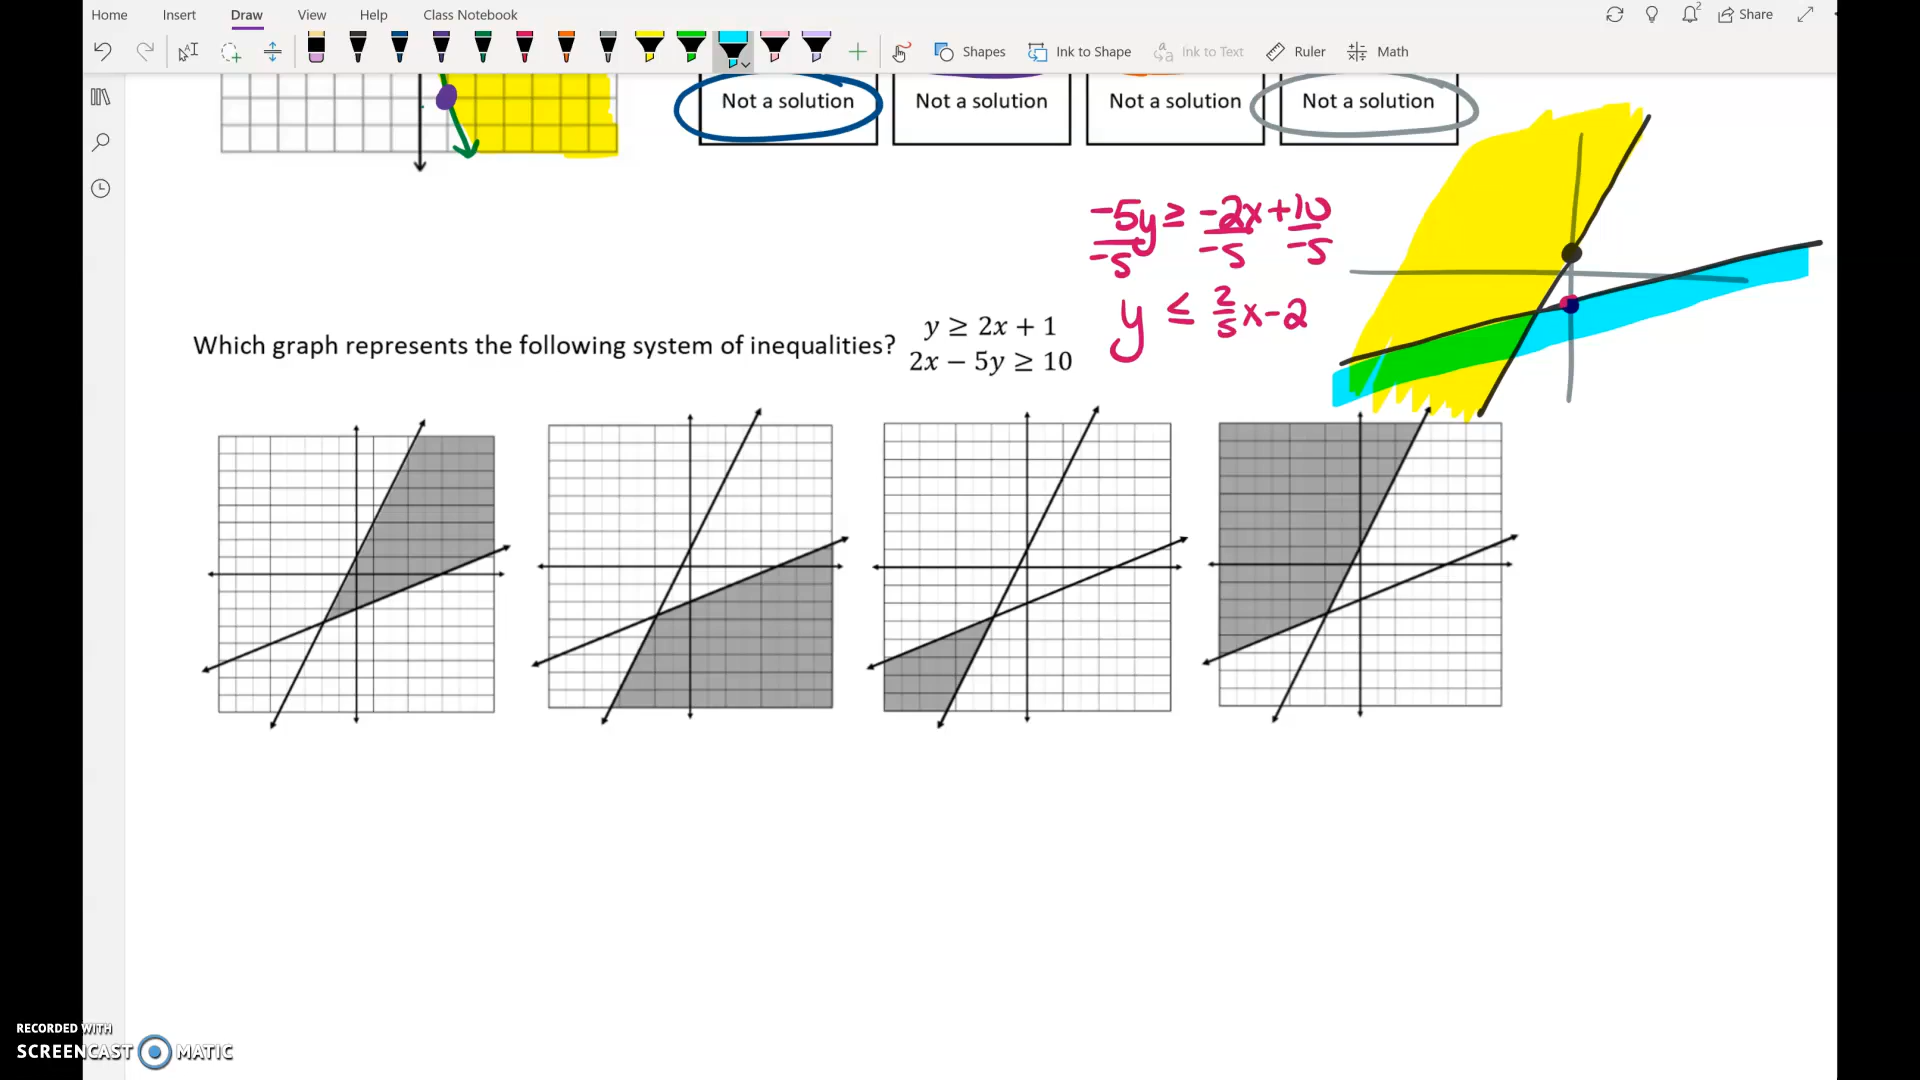 Home Insert Draw View Help Class Notebook 2 Share
Shapes Ink to Shape Ink to Text Ruler Math
Not a solution Not a solution Not a solution Not a solution
-5y ≥ -2x+10
-5 -5 -5
y ≤ 2/5 x-2
Which graph represents the following system of inequalities?
y ≥ 2x + 1
2x − 5y ≥ 10
RECORDED WITH
SCREENCAST MATIC